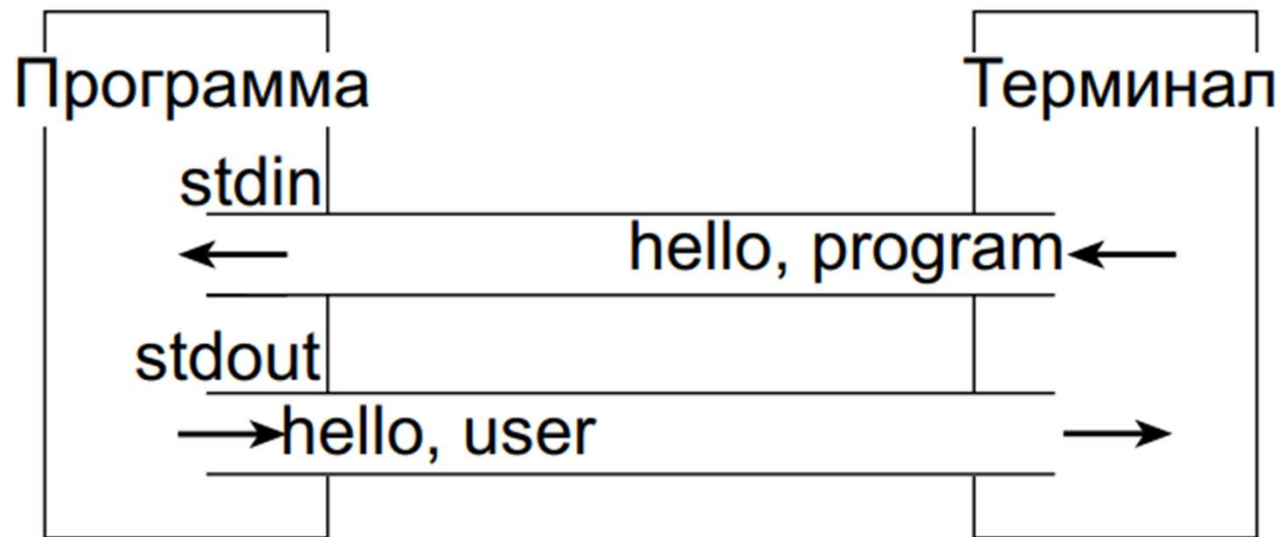 Программа
Терминал
stdin
hello, program
stdout
hello, user